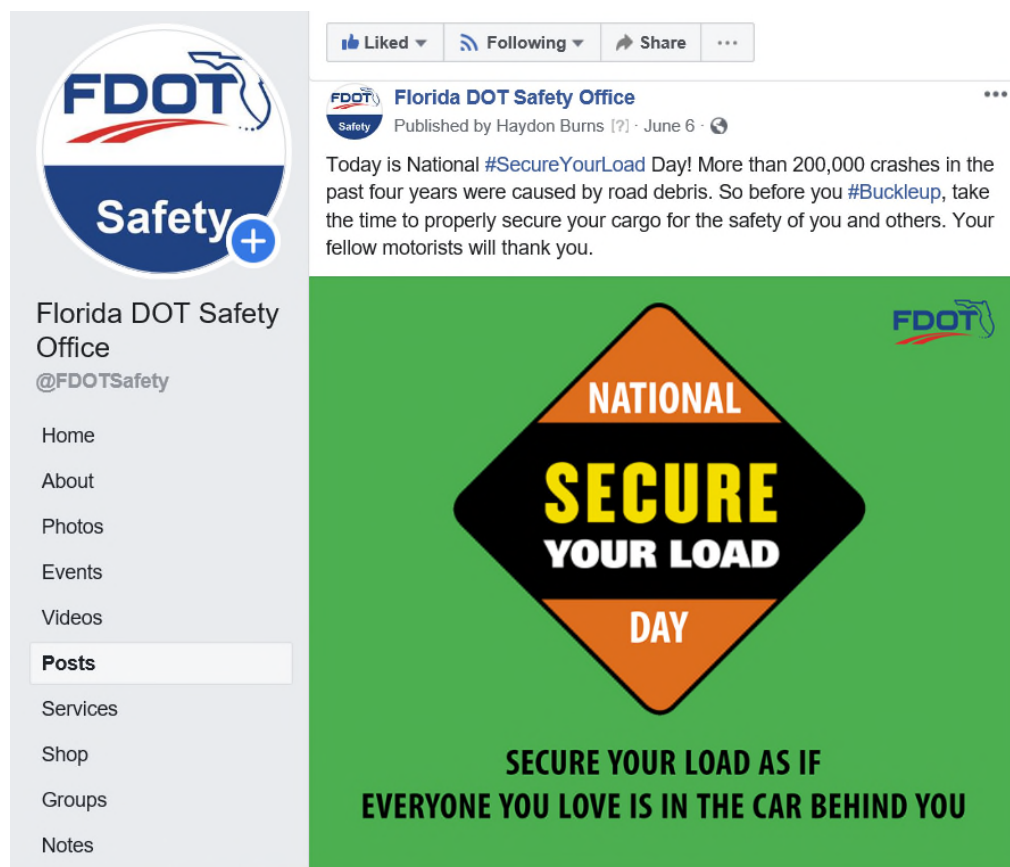 FDOT
Safety
Florida DOT Safety
Office
@FDOTSafety
Home
About
Photos
Events
Videos
Posts
Services
Shop
Groups
Notes
Liked
Following
Share
FDOT
Safety
Florida DOT Safety Office
Published by Haydon Burns [?] · June 6 ·
Today is National #SecureYourLoad Day! More than 200,000 crashes in the
past four years were caused by road debris. So before you #Buckleup, take
the time to properly secure your cargo for the safety of you and others. Your
fellow motorists will thank you.
FDOT
NATIONAL
SECURE
YOUR LOAD
DAY
SECURE YOUR LOAD AS IF
EVERYONE YOU LOVE IS IN THE CAR BEHIND YOU